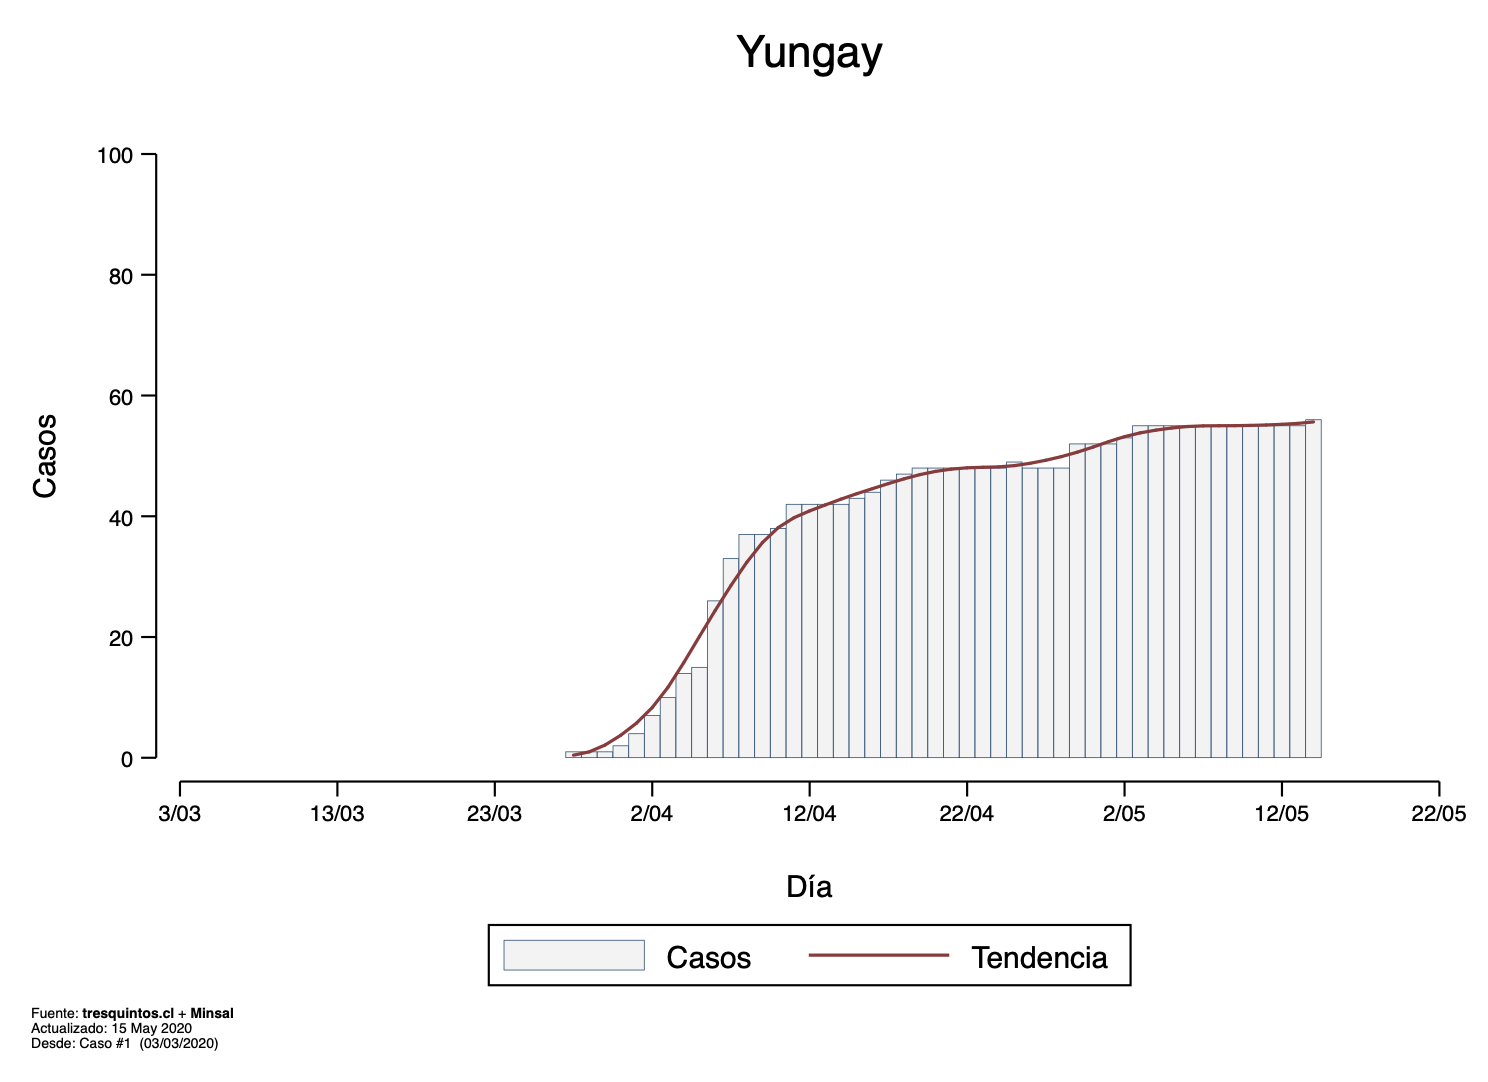 Yungay
Casos
100
80
60
40
20
0
3/03 13/03 23/03 2/04 12/04 22/04 2/05 12/05 22/05
Día
Casos Tendencia
Fuente: tresquintos.cl + Minsal
Actualizado: 15 May 2020
Desde: Caso #1 (03/03/2020)